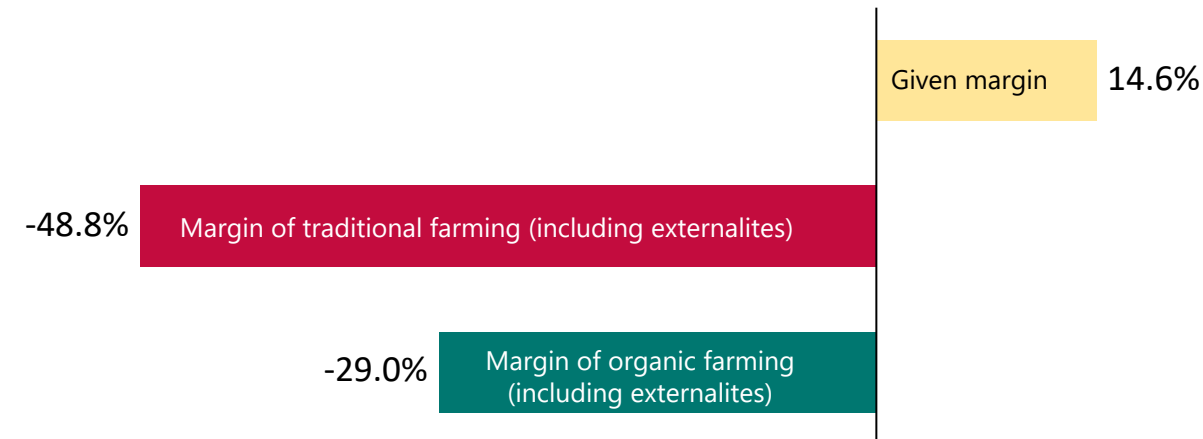 Given margin
14.6%
-48.8%
Margin of traditional farming (including externalites)
-29.0%
Margin of organic farming
(including externalites)